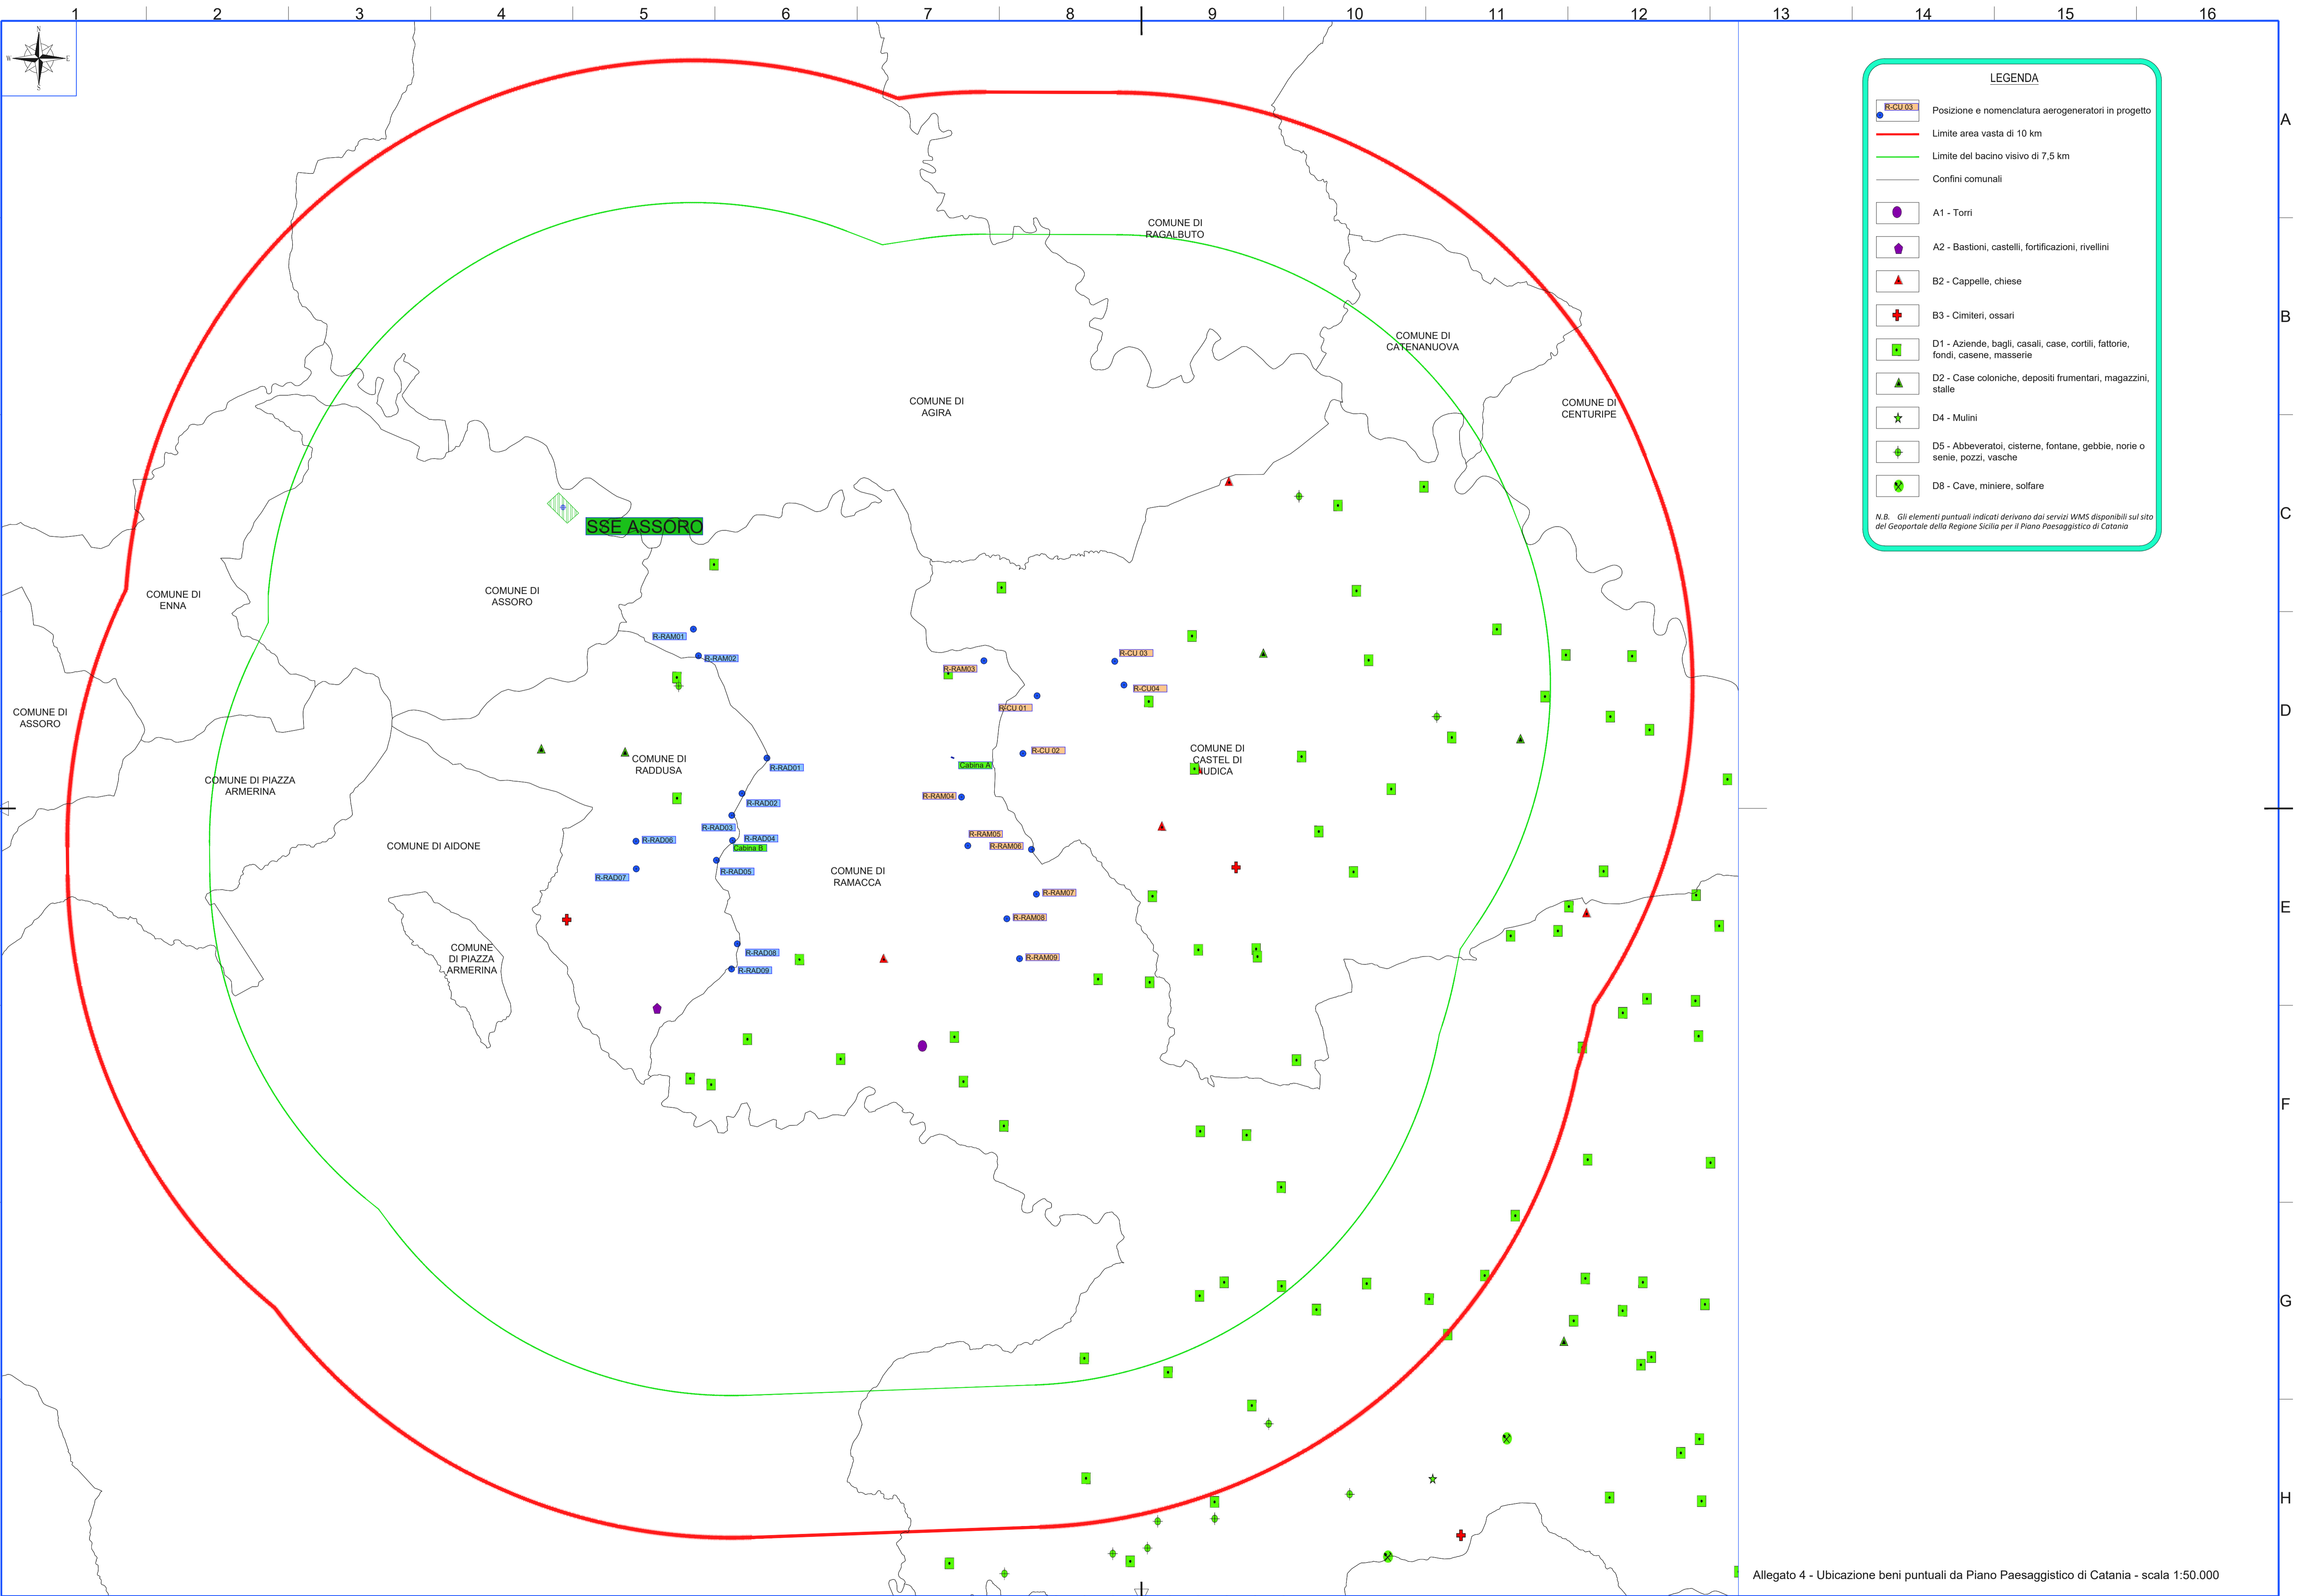 1 2 3 4 5 6 7 8 9 10 11 12 13 14 15 16
N
W E
S
LEGENDA
R-CU 03
Posizione e nomenclatura aerogeneratori in progetto
Limite area vasta di 10 km
Limite del bacino visivo di 7,5 km
Confini comunali
A1 - Torri
A2 - Bastioni, castelli, fortificazioni, rivellini
B2 - Cappelle, chiese
B3 - Cimiteri, ossari
D1 - Aziende, bagli, casali, case, cortili, fattorie,
fondi, casene, masserie
D2 - Case coloniche, depositi frumentari, magazzini,
stalle
D4 - Mulini
D5 - Abbeveratoi, cisterne, fontane, gebbie, norie o
senie, pozzi, vasche
D8 - Cave, miniere, solfare
N.B. Gli elementi puntuali indicati derivano dai servizi WMS disponibili sul sito
del Geoportale della Regione Sicilia per il Piano Paesaggistico di Catania
A
B
C
D
E
F
G
H
COMUNE DI
RAGALBUTO
COMUNE DI
CATENANUOVA
COMUNE DI
AGIRA
COMUNE DI
CENTURIPE
SSE ASSORO
COMUNE DI
ENNA
COMUNE DI
ASSORO
R-RAM01
R-RAM02
R-RAM03
R-CU 03
R-CU04
R-CU 01
COMUNE DI
ASSORO
R-CU 02
COMUNE DI
RADDUSA
R-RAD01
Cabina A
COMUNE DI
CASTEL DI
IUDICA
COMUNE DI PIAZZA
ARMERINA
R-RAM04
R-RAD02
R-RAD03
R-RAD04
R-RAM05
R-RAD06
COMUNE DI AIDONE
Cabina B
R-RAM06
R-RAD05
R-RAD07
COMUNE DI
RAMACCA
R-RAM07
R-RAM08
COMUNE
DI PIAZZA
ARMERINA
R-RAD08
R-RAM09
R-RAD09
Allegato 4 - Ubicazione beni puntuali da Piano Paesaggistico di Catania - scala 1:50.000